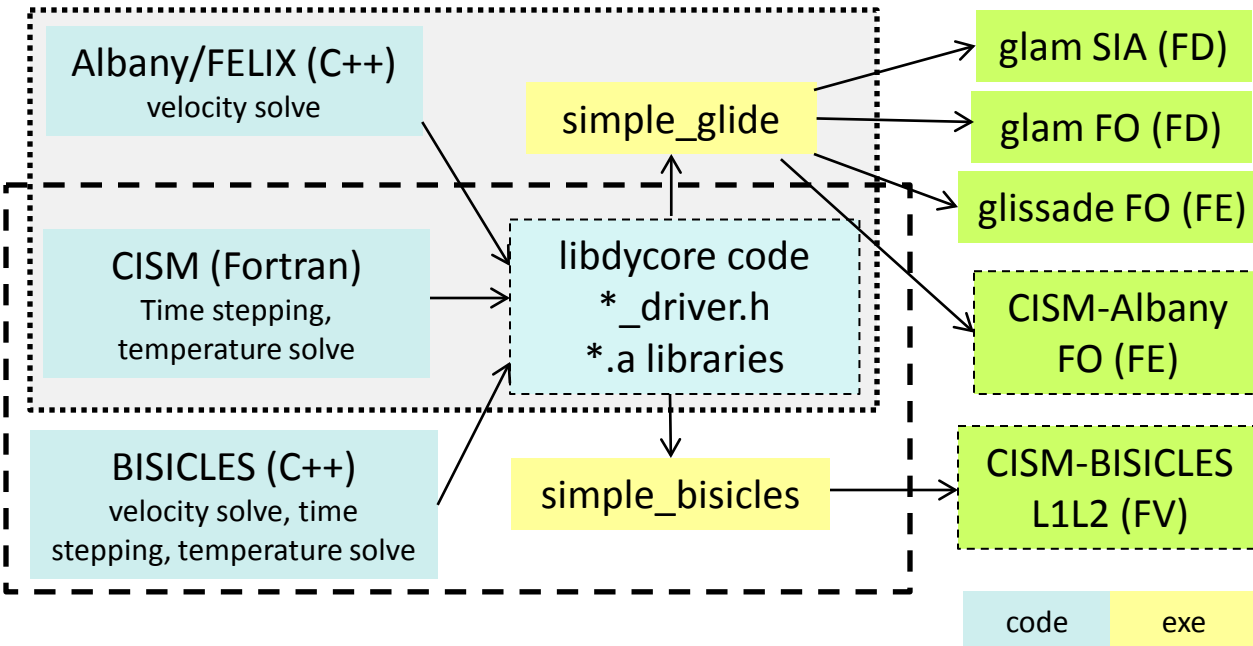 Albany/FELIX (C++)
velocity solve
CISM (Fortran)
Time stepping,
temperature solve
BISICLES (C++)
velocity solve, time
stepping, temperature solve
simple_glide
libdycore code
*_driver.h
*.a libraries
simple_bisicles
glam SIA (FD)
glam FO (FD)
glissade FO (FE)
CISM-Albany
FO (FE)
CISM-BISICLES
L1L2 (FV)
code
exe